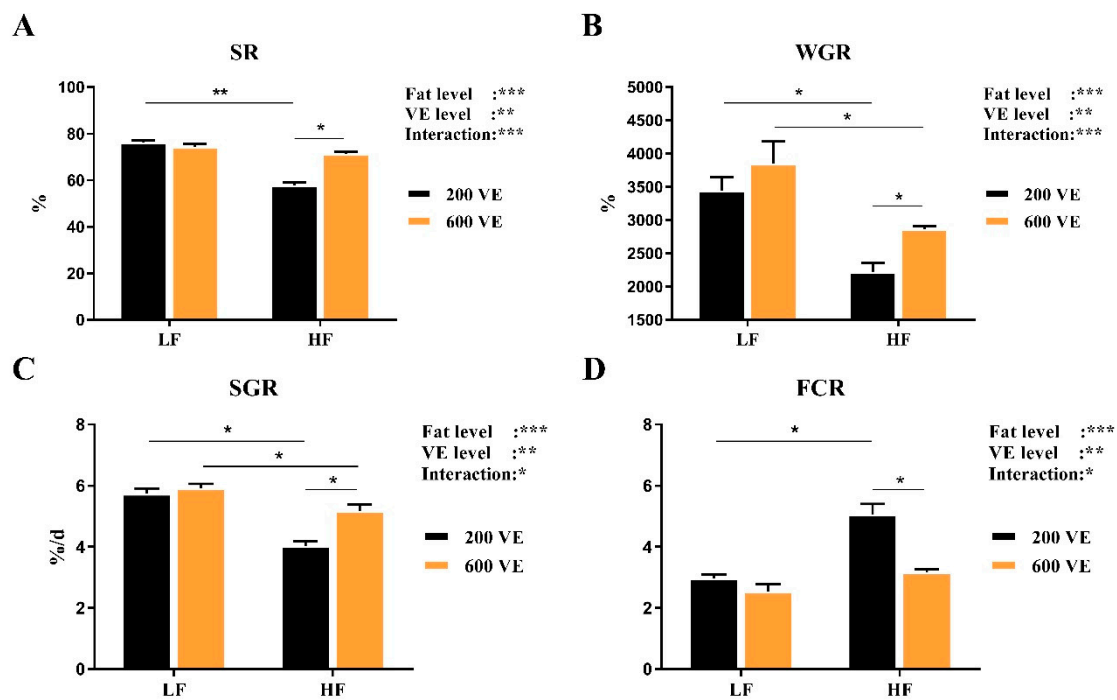 A
SR
%
100
80
60
40
20
0
**
*
LF
HF
Fat level :***
VE level :**
Interaction:***
200 VE
600 VE
B
WGR
%
5000
4500
4000
3500
3000
2500
2000
1500
*
*
*
LF
HF
Fat level :***
VE level :**
Interaction:***
200 VE
600 VE
C
SGR
%/d
8
6
4
2
0
*
*
*
LF
HF
Fat level :***
VE level :**
Interaction:*
200 VE
600 VE
D
FCR
8
6
4
2
0
*
*
LF
HF
Fat level :***
VE level :**
Interaction:*
200 VE
600 VE